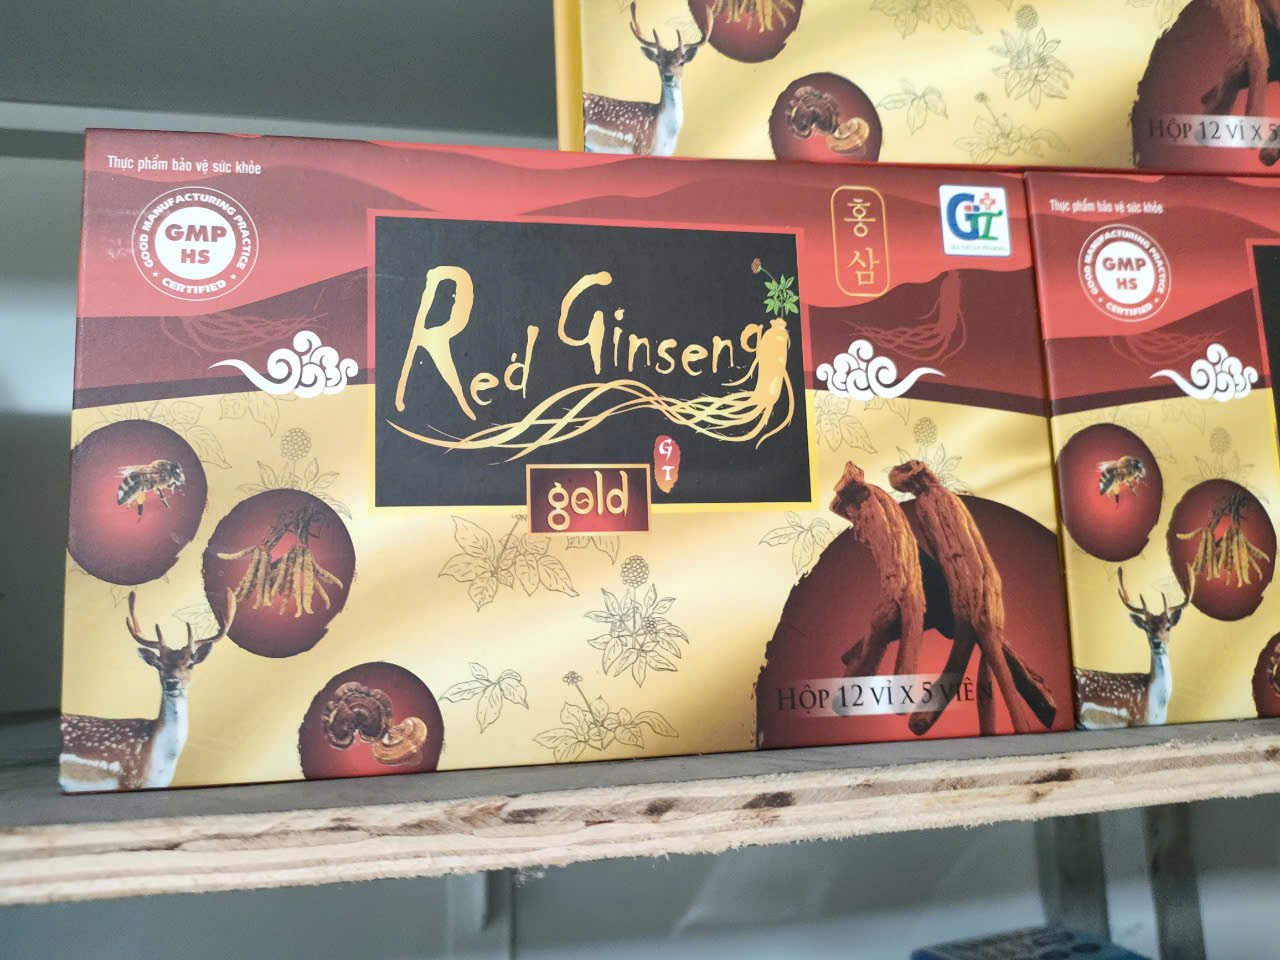 HỘP 12 VỈ X 5
Thực phẩm bảo vệ sức khỏe
GOOD MANUFACTURING PRACTICE
GMP
HS
CERTIFIED
Red Ginseng
G
T
gold
홍
삼
HỘP 12 VỈ X 5 VIÊN
Thực phẩm bảo vệ sức khỏe
GOOD MANUFACTURING PRACTICE
GMP
HS
CERTIFIED